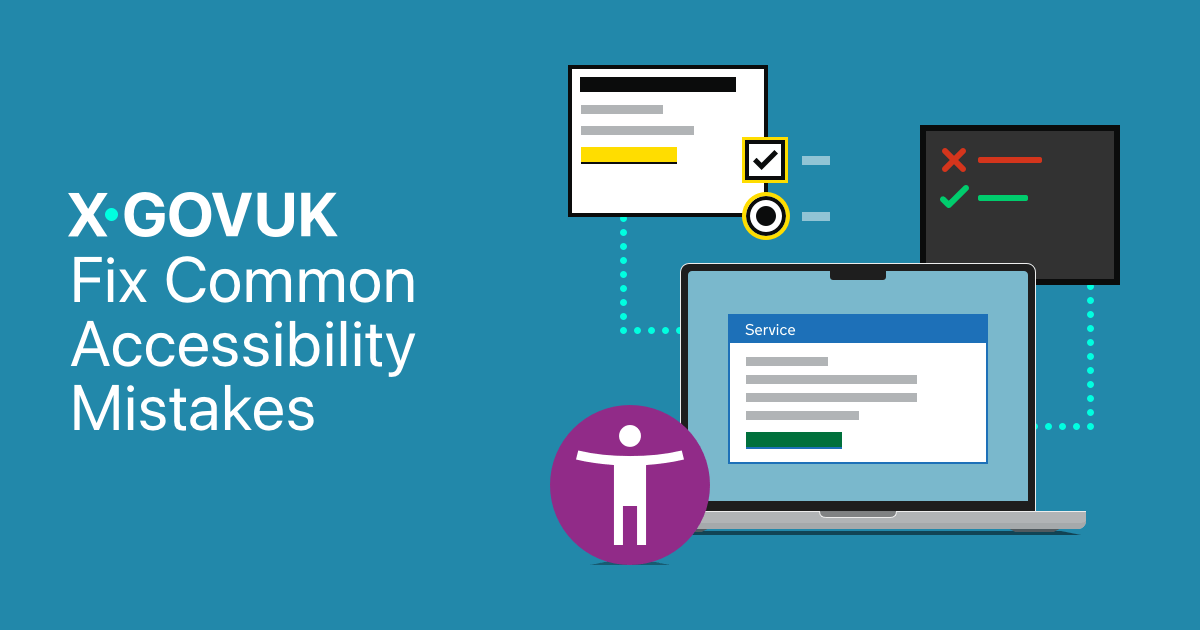 X·GOVUK
Fix Common
Accessibility
Mistakes
Service